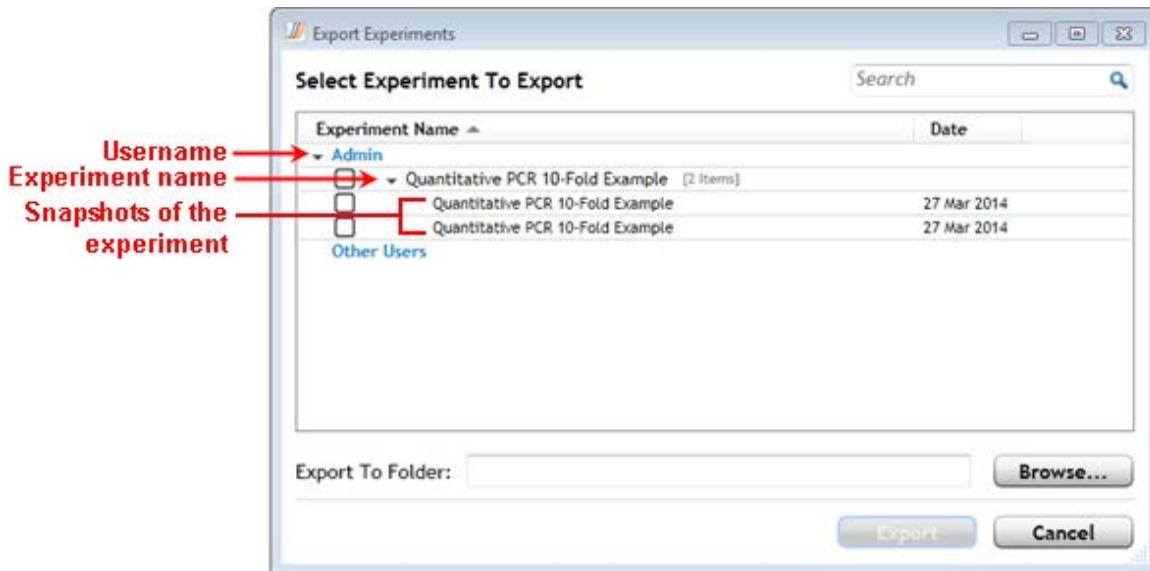 Export Experiments
Select Experiment To Export
Search
Experiment Name Date
Username
Admin
Experiment name
Quantitative PCR 10-Fold Example [2 Items]
Snapshots of the
experiment
Quantitative PCR 10-Fold Example 27 Mar 2014
Quantitative PCR 10-Fold Example 27 Mar 2014
Other Users
Export To Folder:
Browse...
Export
Cancel